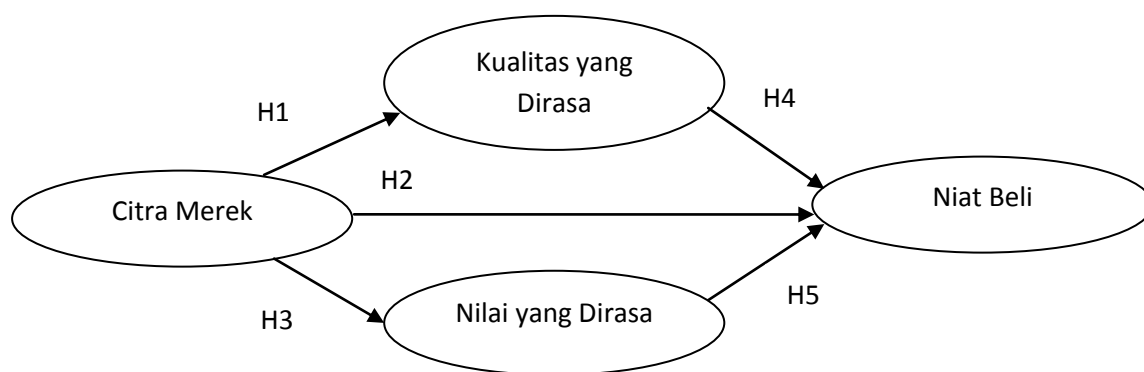 Kualitas yang
Dirasa
H1
H4
H2
Citra Merek
Niat Beli
H3
Nilai yang Dirasa
H5